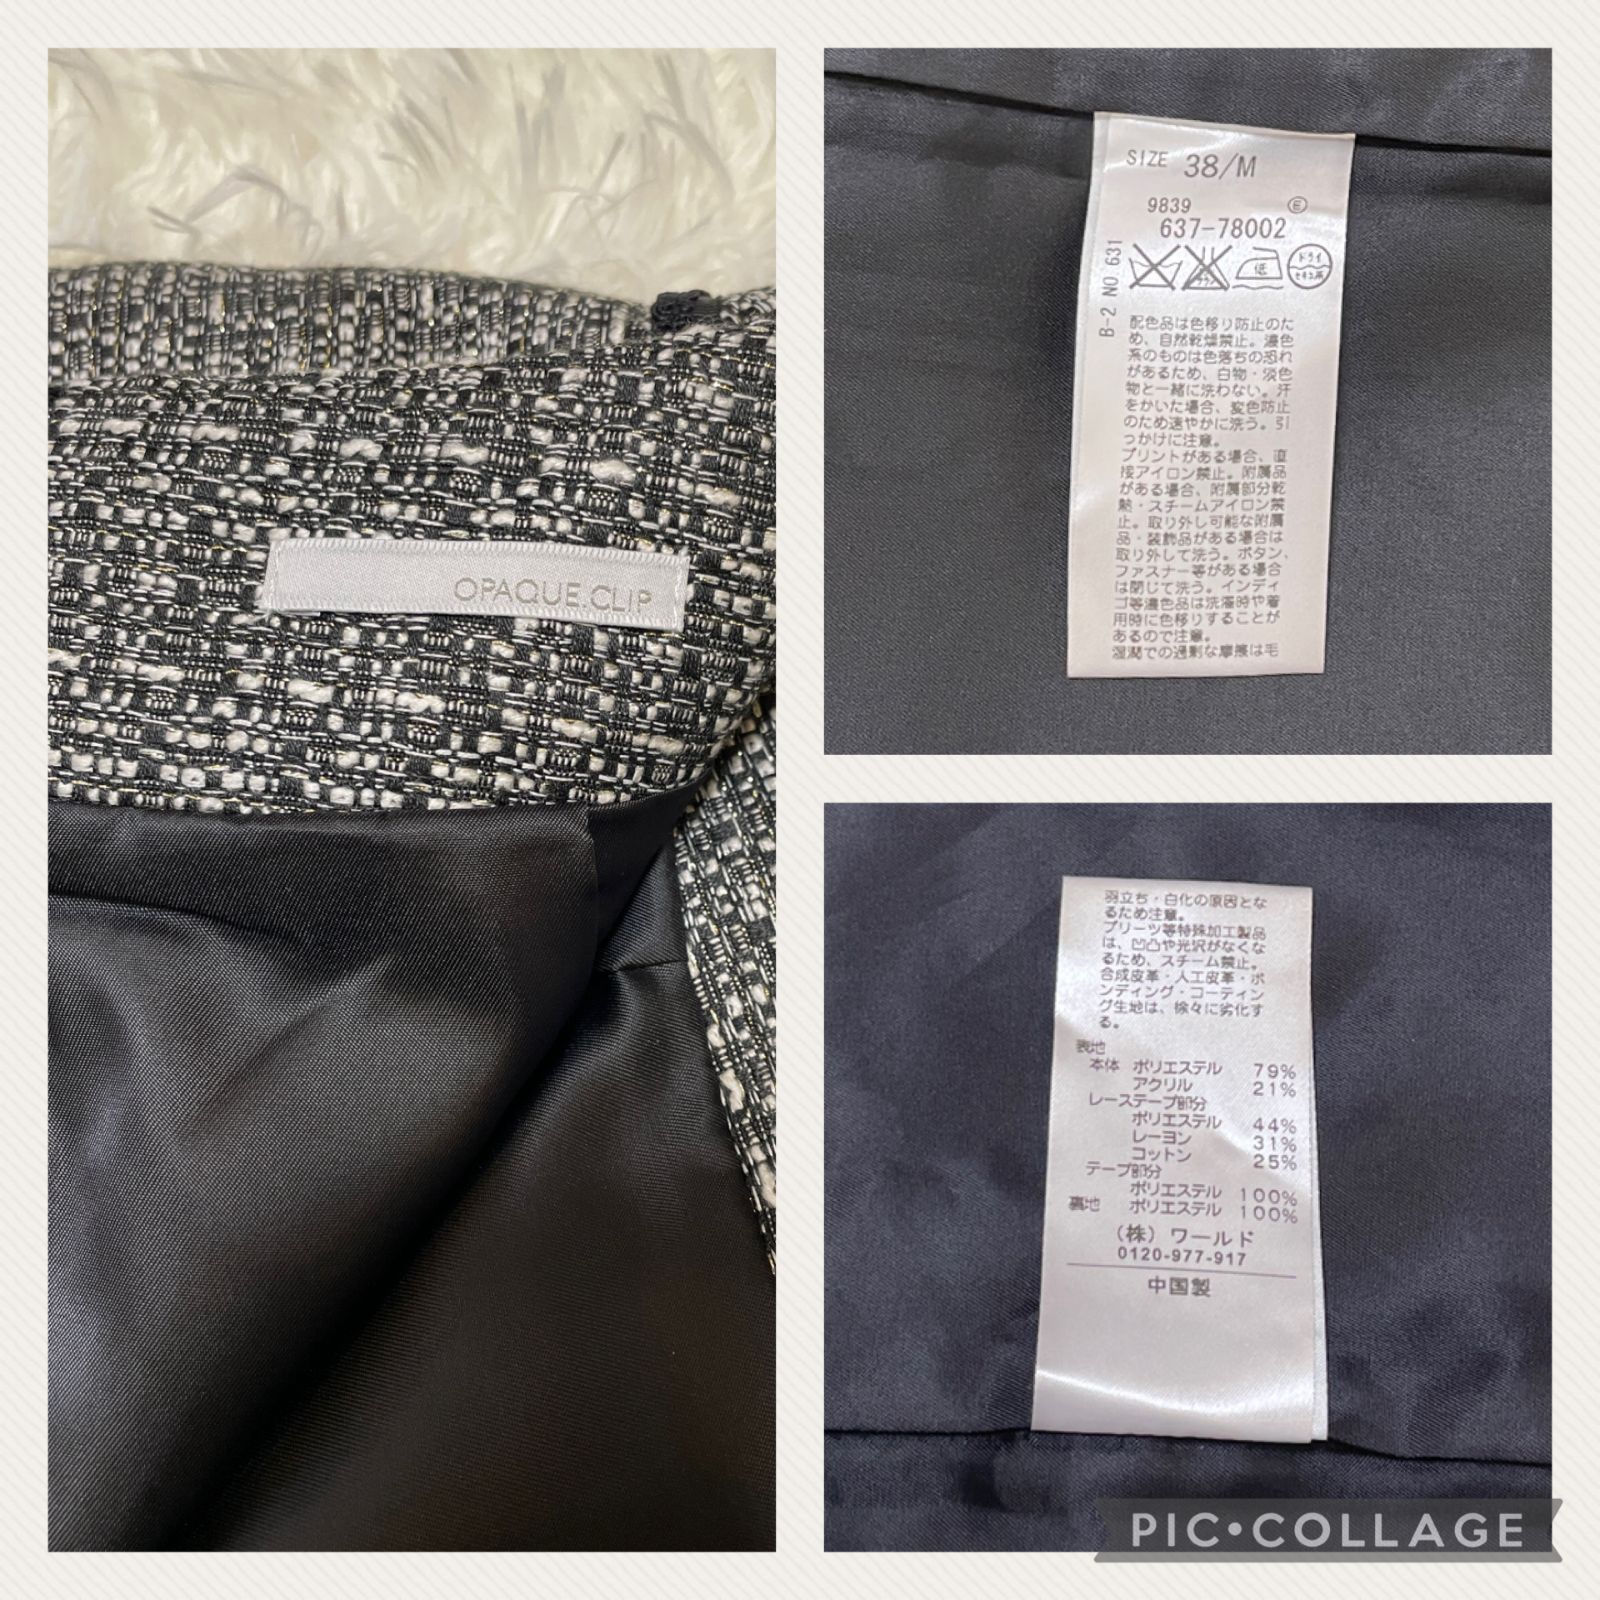 OPAQUE.CLIP
SIZE 38/M
9839 Ⓔ
637-78002
B-2 NO 631
低
ドライ
セキユ系
配色品は色移り防止のた
め、自然乾燥禁止。濃色
系のものは色落ちの恐れ
があるため、白物・淡色
物と一緒に洗わない。汗
をかいた場合、変色防止
のため速やかに洗う。引
っかけに注意。
プリントがある場合、直
接アイロン禁止。附属品
がある場合、附属部分乾
熱・スチームアイロン禁
止。取り外し可能な附属
品・装飾品がある場合は
取り外して洗う。ボタン、
ファスナー等がある場合
は閉じて洗う。インディ
ゴ等濃色品は洗濯時や着
用時に色移りすることが
あるので注意。
湿潤での過剰な摩擦は毛
羽立ち・白化の原因とな
るため注意。
プリーツ等特殊加工製品
は、凹凸や光沢がなくな
るため、スチーム禁止。
合成皮革・人工皮革・ボ
ンディング・コーティン
グ生地は、徐々に劣化す
る。
表地
本体 ポリエステル 79%
アクリル 21%
レーステープ部分
ポリエステル 44%
レーヨン 31%
コットン 25%
テープ部分
ポリエステル 100%
裏地 ポリエステル 100%
(株)ワールド
0120-977-917
中国製
PIC•COLLAGE